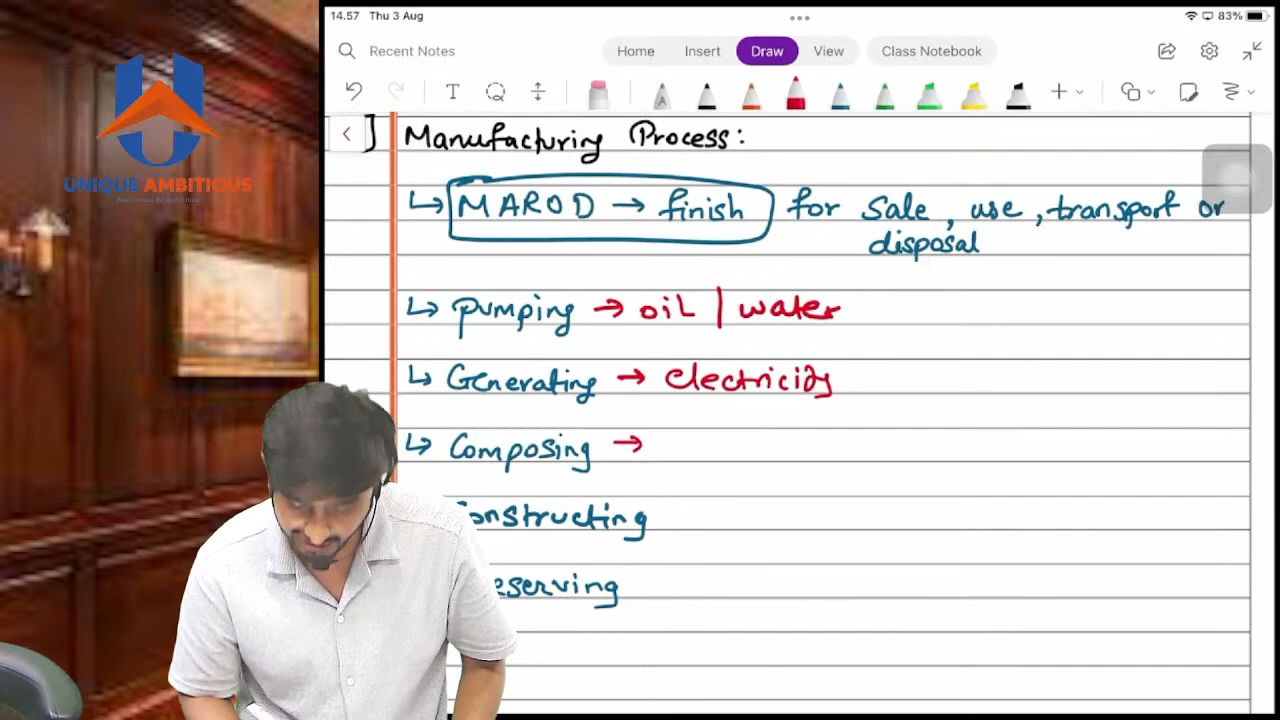 14.57 Thu 3 Aug
83%
Recent Notes
Home Insert Draw View Class Notebook
UNIQUE AMBITIOUS
] Manufacturing Process:
↳ MAROD → finish for sale, use, transport or
disposal
↳ pumping → oil | water
↳ Generating → electricity
↳ Composing →
onstructing
eserving